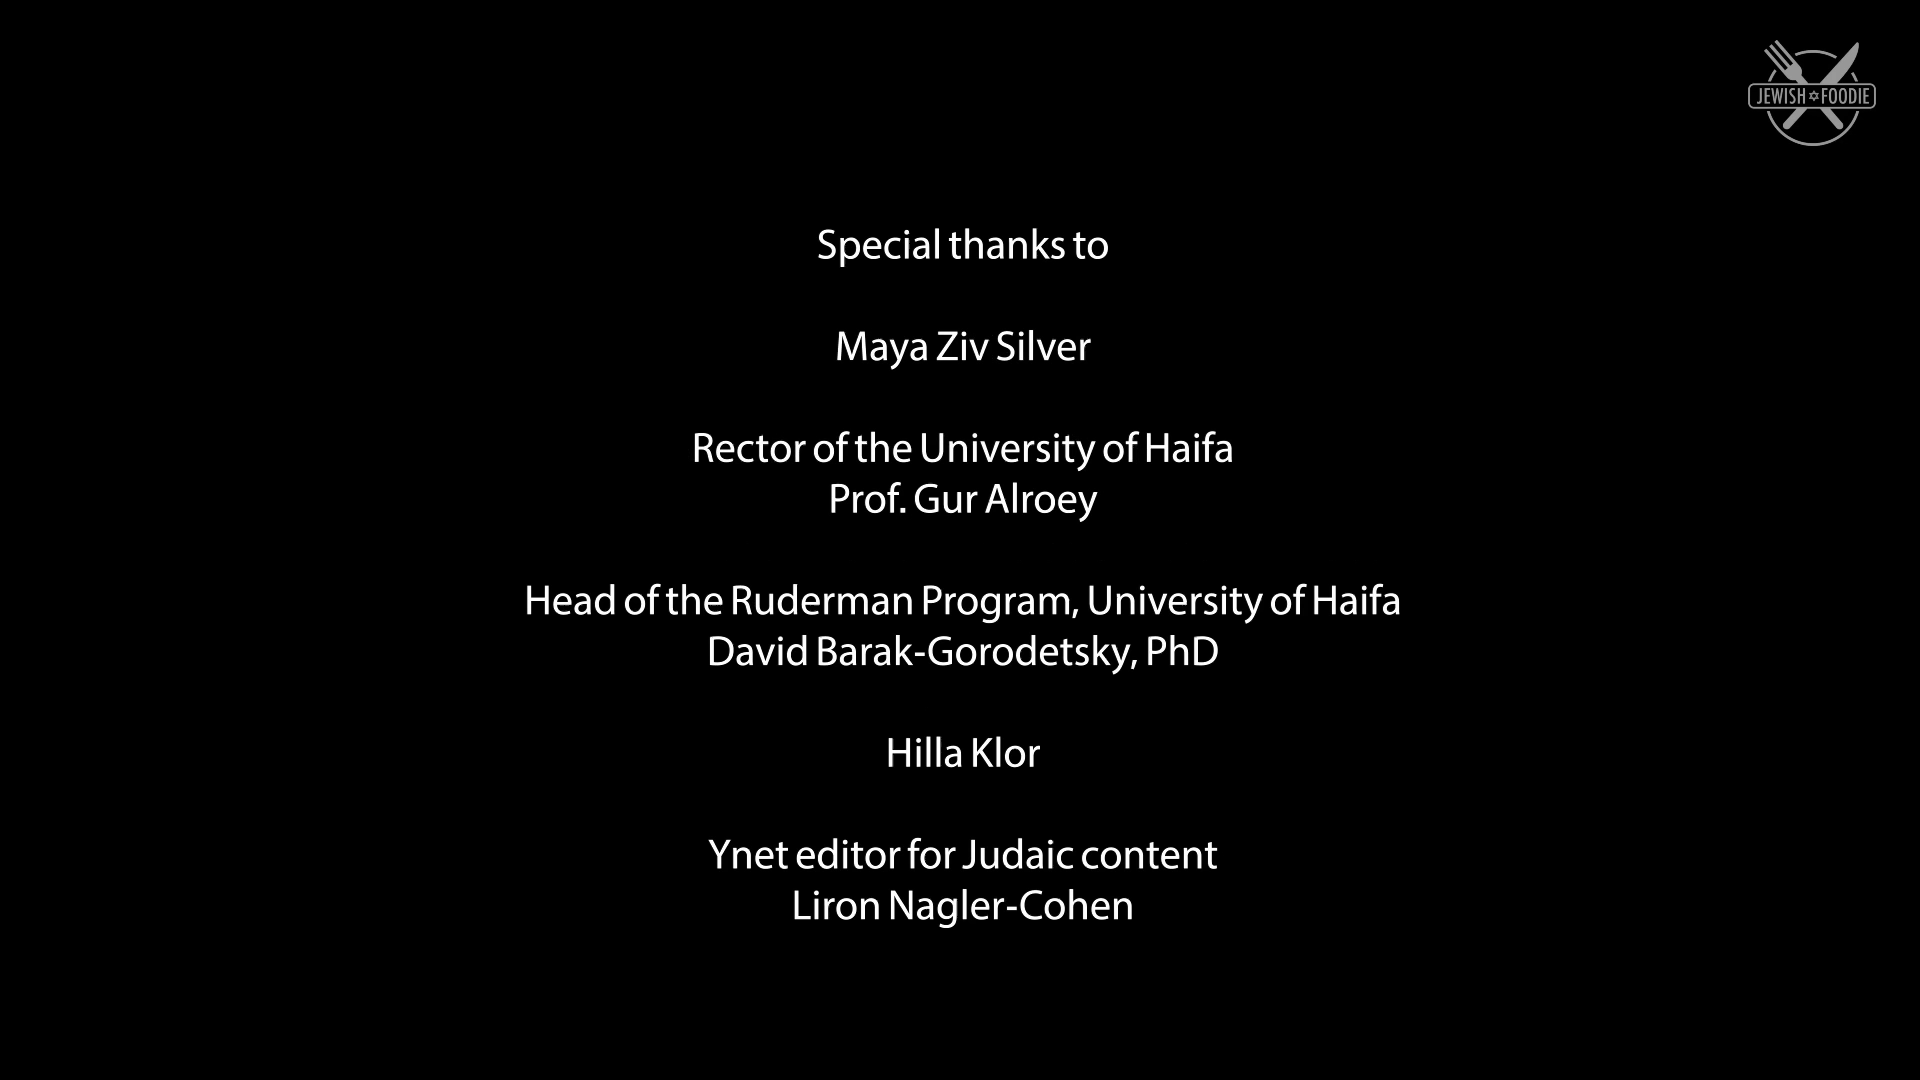 JEWISH FOODIE
Special thanks to
Maya Ziv Silver
Rector of the University of Haifa
Prof. Gur Alroey
Head of the Ruderman Program, University of Haifa
David Barak-Gorodetsky, PhD
Hilla Klor
Ynet editor for Judaic content
Liron Nagler-Cohen